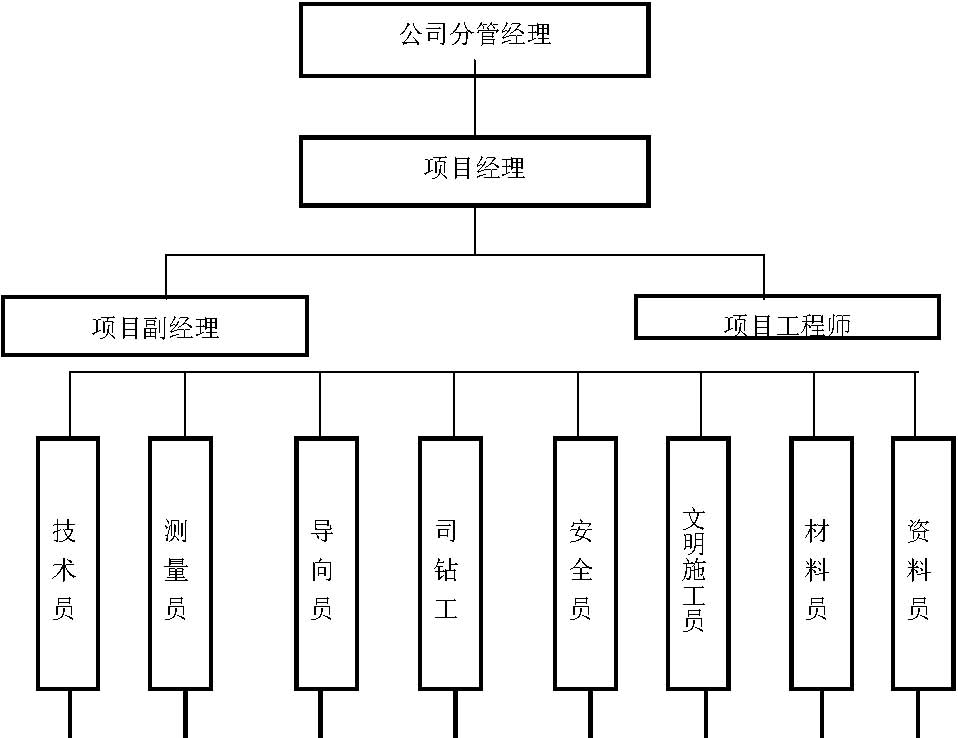 公司分管经理
项目经理
项目副经理
项目工程师
技术员
测量员
导向员
司钻工
安全员
文明施工员
材料员
资料员